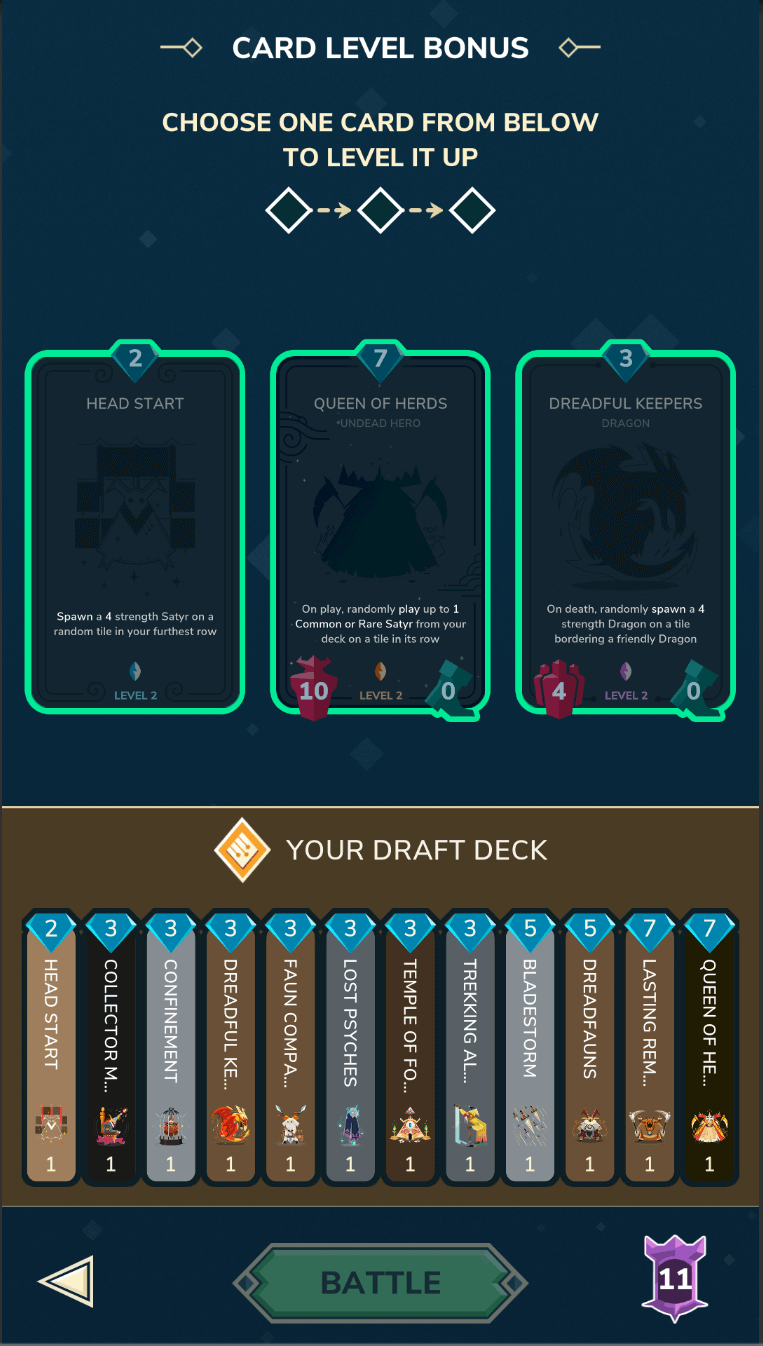 CARD LEVEL BONUS
CHOOSE ONE CARD FROM BELOW
TO LEVEL IT UP
2
HEAD START
Spawn a 4 strength Satyr on a
random tile in your furthest row
LEVEL 2
7
QUEEN OF HERDS
•UNDEAD HERO
On play, randomly play up to 1
Common or Rare Satyr from your
deck on a tile in its row
10
LEVEL 2
0
3
DREADFUL KEEPERS
DRAGON
On death, randomly spawn a 4
strength Dragon on a tile
bordering a friendly Dragon
4
LEVEL 2
0
YOUR DRAFT DECK
2
HEAD START
1
3
COLLECTOR M...
1
3
CONFINEMENT
1
3
DREADFUL KE...
1
3
FAUN COMPA...
1
3
LOST PSYCHES
1
3
TEMPLE OF FO...
1
3
TREKKING AL...
1
5
BLADESTORM
1
5
DREADFAUNS
1
7
LASTING REM...
1
7
QUEEN OF HE...
1
BATTLE
11